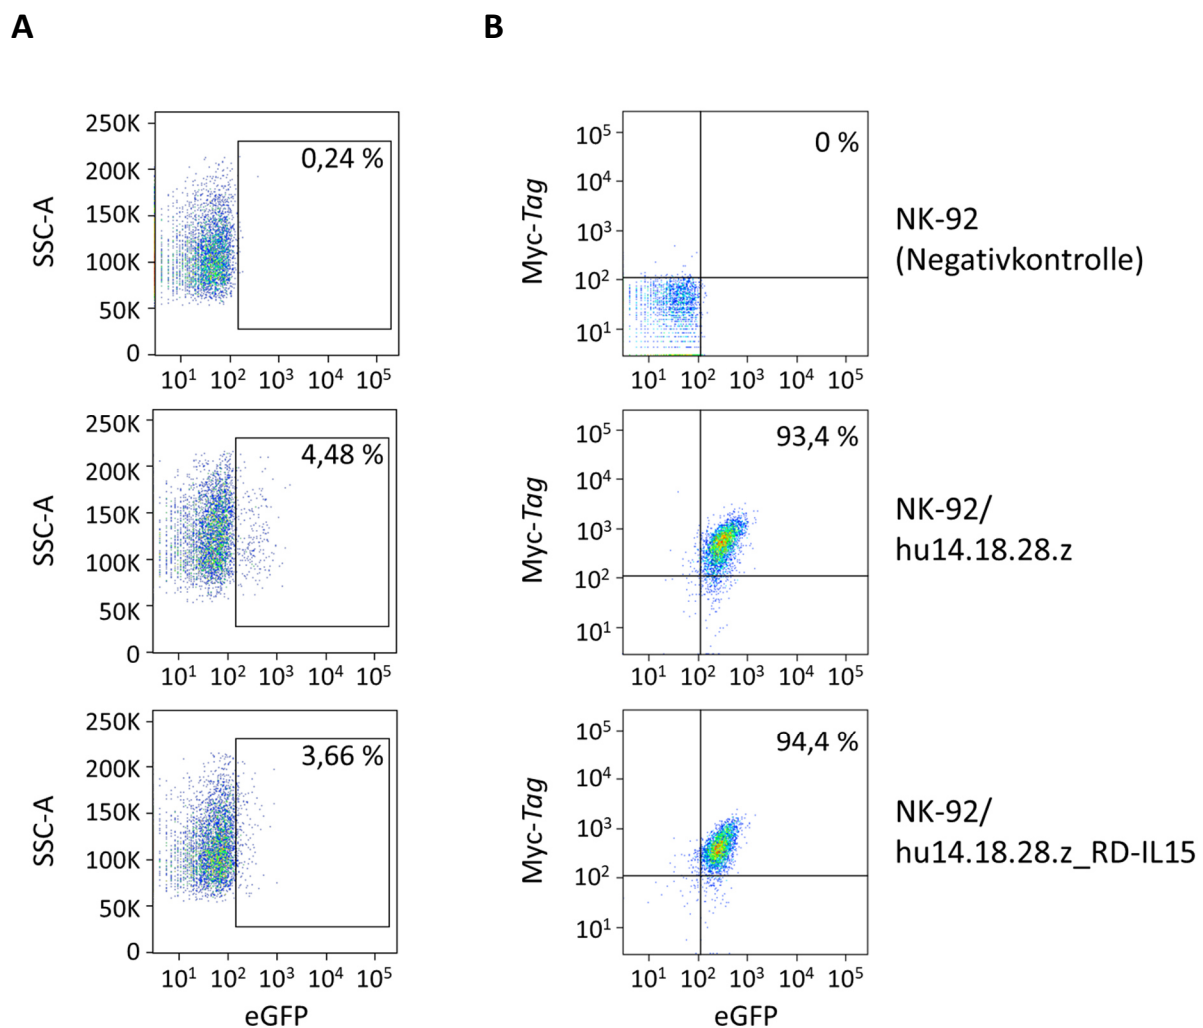 A
B
250K
200K
150K
100K
50K
0
SSC-A
0,24 %
10¹ 10² 10³ 10⁴ 10⁵
10⁵
10⁴
10³
10²
10¹
Myc-Tag
0 %
10¹ 10² 10³ 10⁴ 10⁵
NK-92
(Negativkontrolle)
250K
200K
150K
100K
50K
0
SSC-A
4,48 %
10¹ 10² 10³ 10⁴ 10⁵
10⁵
10⁴
10³
10²
10¹
Myc-Tag
93,4 %
10¹ 10² 10³ 10⁴ 10⁵
NK-92/
hu14.18.28.z
250K
200K
150K
100K
50K
0
SSC-A
3,66 %
10¹ 10² 10³ 10⁴ 10⁵
eGFP
10⁵
10⁴
10³
10²
10¹
Myc-Tag
94,4 %
10¹ 10² 10³ 10⁴ 10⁵
eGFP
NK-92/
hu14.18.28.z_RD-IL15